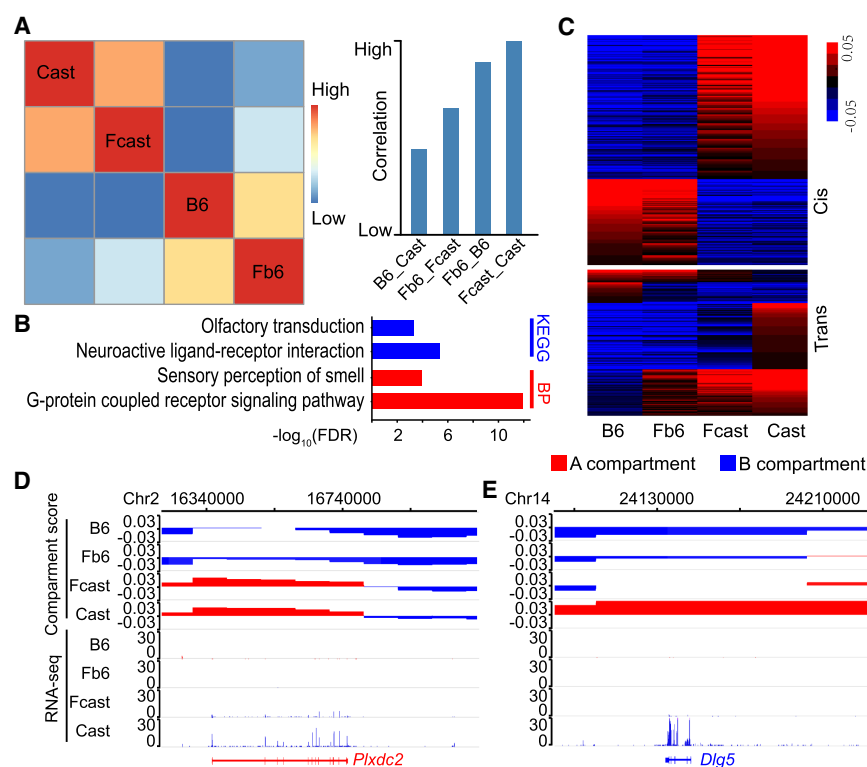 A
Cast
Fcast
B6
Fb6
High
Low
High
Correlation
Low
B6_Cast
Fb6_Fcast
Fb6_B6
Fcast_Cast
B
Olfactory transduction
Neuroactive ligand-receptor interaction
Sensory perception of smell
G-protein coupled receptor signaling pathway
KEGG
BP
-log10(FDR)
2 6 10
C
0.05
-0.05
Cis
Trans
B6 Fb6 Fcast Cast
A compartment B compartment
D
Chr2 16340000 16740000
Comparment score
B6 0.03
-0.03
Fb6 0.03
-0.03
Fcast 0.03
-0.03
Cast 0.03
-0.03
RNA-seq
B6 30
0
Fb6 30
0
Fcast 30
0
Cast 30
0
Plxdc2
E
Chr14 24130000 24210000
0.03
-0.03
0.03
-0.03
0.03
-0.03
0.03
-0.03
30
0
30
0
30
0
30
0
Dlg5